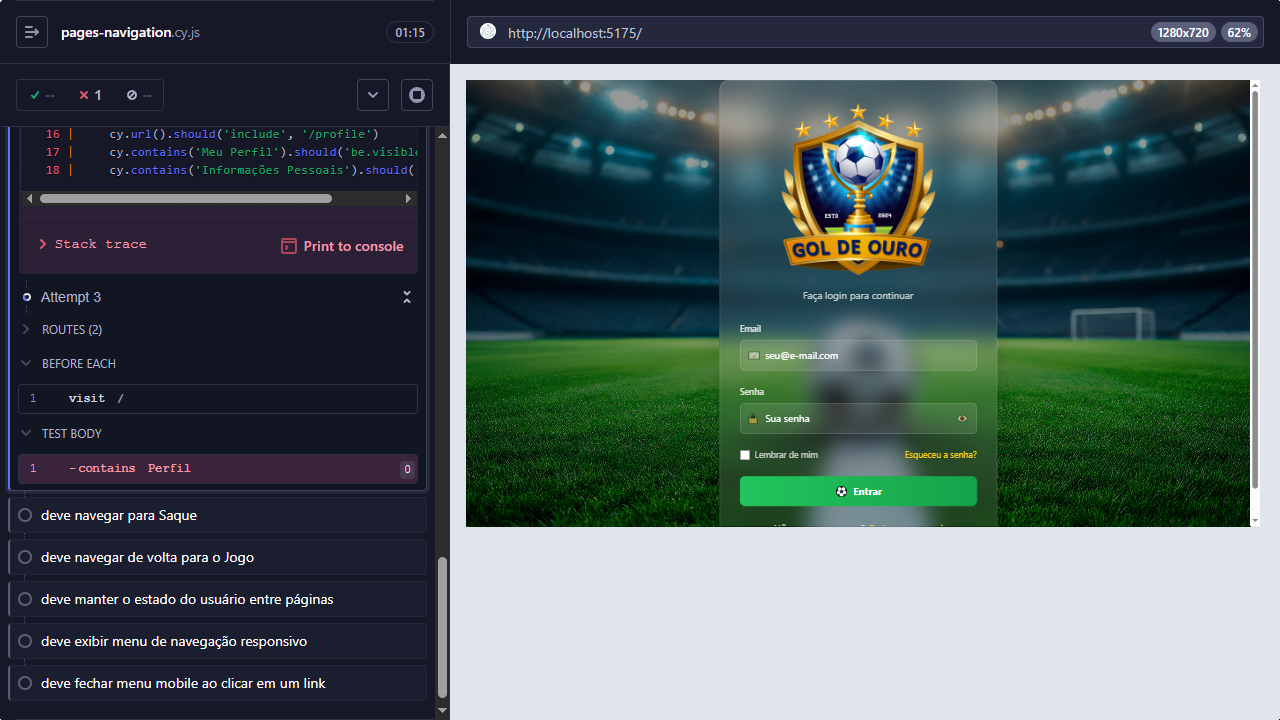 pages-navigation.cy.js
01:15
--
1
--
16 | cy.url().should('include', '/profile')
17 | cy.contains('Meu Perfil').should('be.visible
18 | cy.contains('Informações Pessoais').should(
Stack trace
Print to console
Attempt 3
ROUTES (2)
BEFORE EACH
1 visit /
TEST BODY
1 -contains Perfil 0
deve navegar para Saque
deve navegar de volta para o Jogo
deve manter o estado do usuário entre páginas
deve exibir menu de navegação responsivo
deve fechar menu mobile ao clicar em um link
http://localhost:5175/
1280x720
62%
ESTD 2024
GOL DE OURO
Faça login para continuar
Email
seu@e-mail.com
Senha
Sua senha
Lembrar de mim
Esqueceu a senha?
Entrar